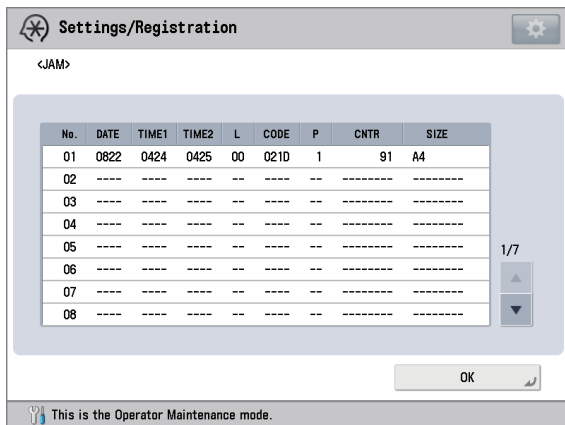 Settings/Registration
<JAM>
No. DATE TIME1 TIME2 L CODE P CNTR SIZE
01 0822 0424 0425 00 021D 1 91 A4
02 ---- ---- ---- -- ---- -- -------- --------
03 ---- ---- ---- -- ---- -- -------- --------
04 ---- ---- ---- -- ---- -- -------- --------
05 ---- ---- ---- -- ---- -- -------- --------
1/7
06 ---- ---- ---- -- ---- -- -------- --------
07 ---- ---- ---- -- ---- -- -------- --------
08 ---- ---- ---- -- ---- -- -------- --------
OK
This is the Operator Maintenance mode.